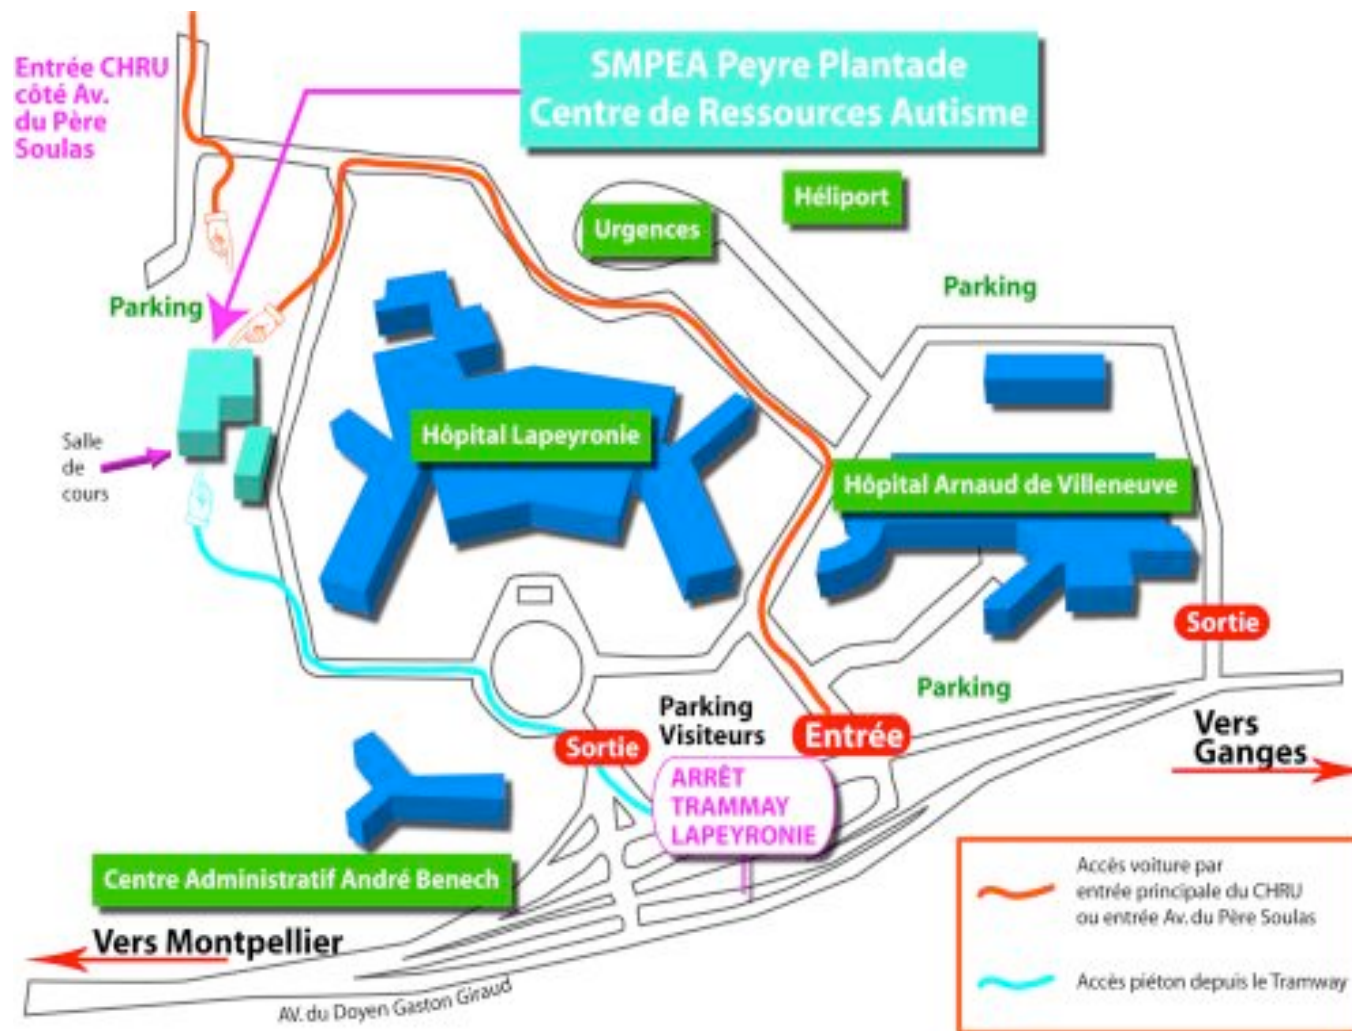 Entrée CHRU
côté Av.
du Père
Soulas
SMPEA Peyre Plantade
Centre de Ressources Autisme
Héliport
Urgences
Parking
Parking
Hôpital Lapeyronie
Salle
de
cours
Hôpital Arnaud de Villeneuve
Sortie
Parking
Parking
Visiteurs
Entrée
Sortie
Vers
Ganges
ARRÊT
TRAMMAY
LAPEYRONIE
Centre Administratif André Benech
Vers Montpellier
AV. du Doyen Gaston Giraud
Accès voiture par
entrée principale du CHRU
ou entrée Av. du Père Soulas
Accès piéton depuis le Tramway